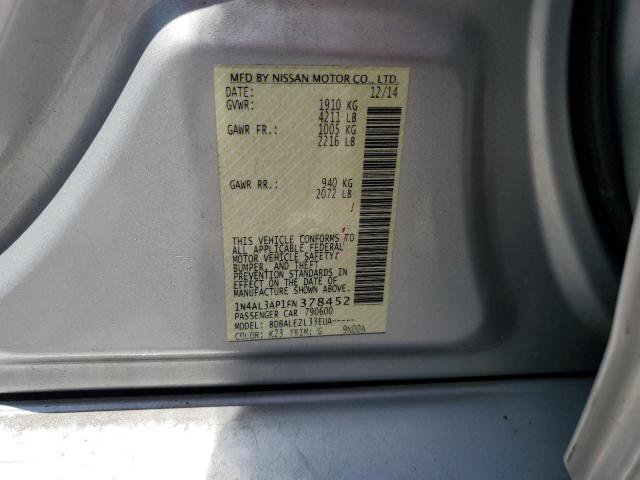 MFD BY NISSAN MOTOR CO., LTD.
DATE: 12/14
GVWR: 1910 KG
4211 LB
GAWR FR: 1005 KG
2216 LB
GAWR RR: 940 KG
2072 LB
THIS VEHICLE CONFORMS TO
ALL APPLICABLE FEDERAL
MOTOR VEHICLE SAFETY,
BUMPER, AND THEFT
PREVENTION STANDARDS IN
EFFECT ON THE DATE OF
MANUFACTURE SHOWN ABOVE.
1N4AL3AP1FN378452
PASSENGER CAR 790600
MODEL: BDBALEZL33EUA-----
COLOR: K23 TRIM: G 9N00A